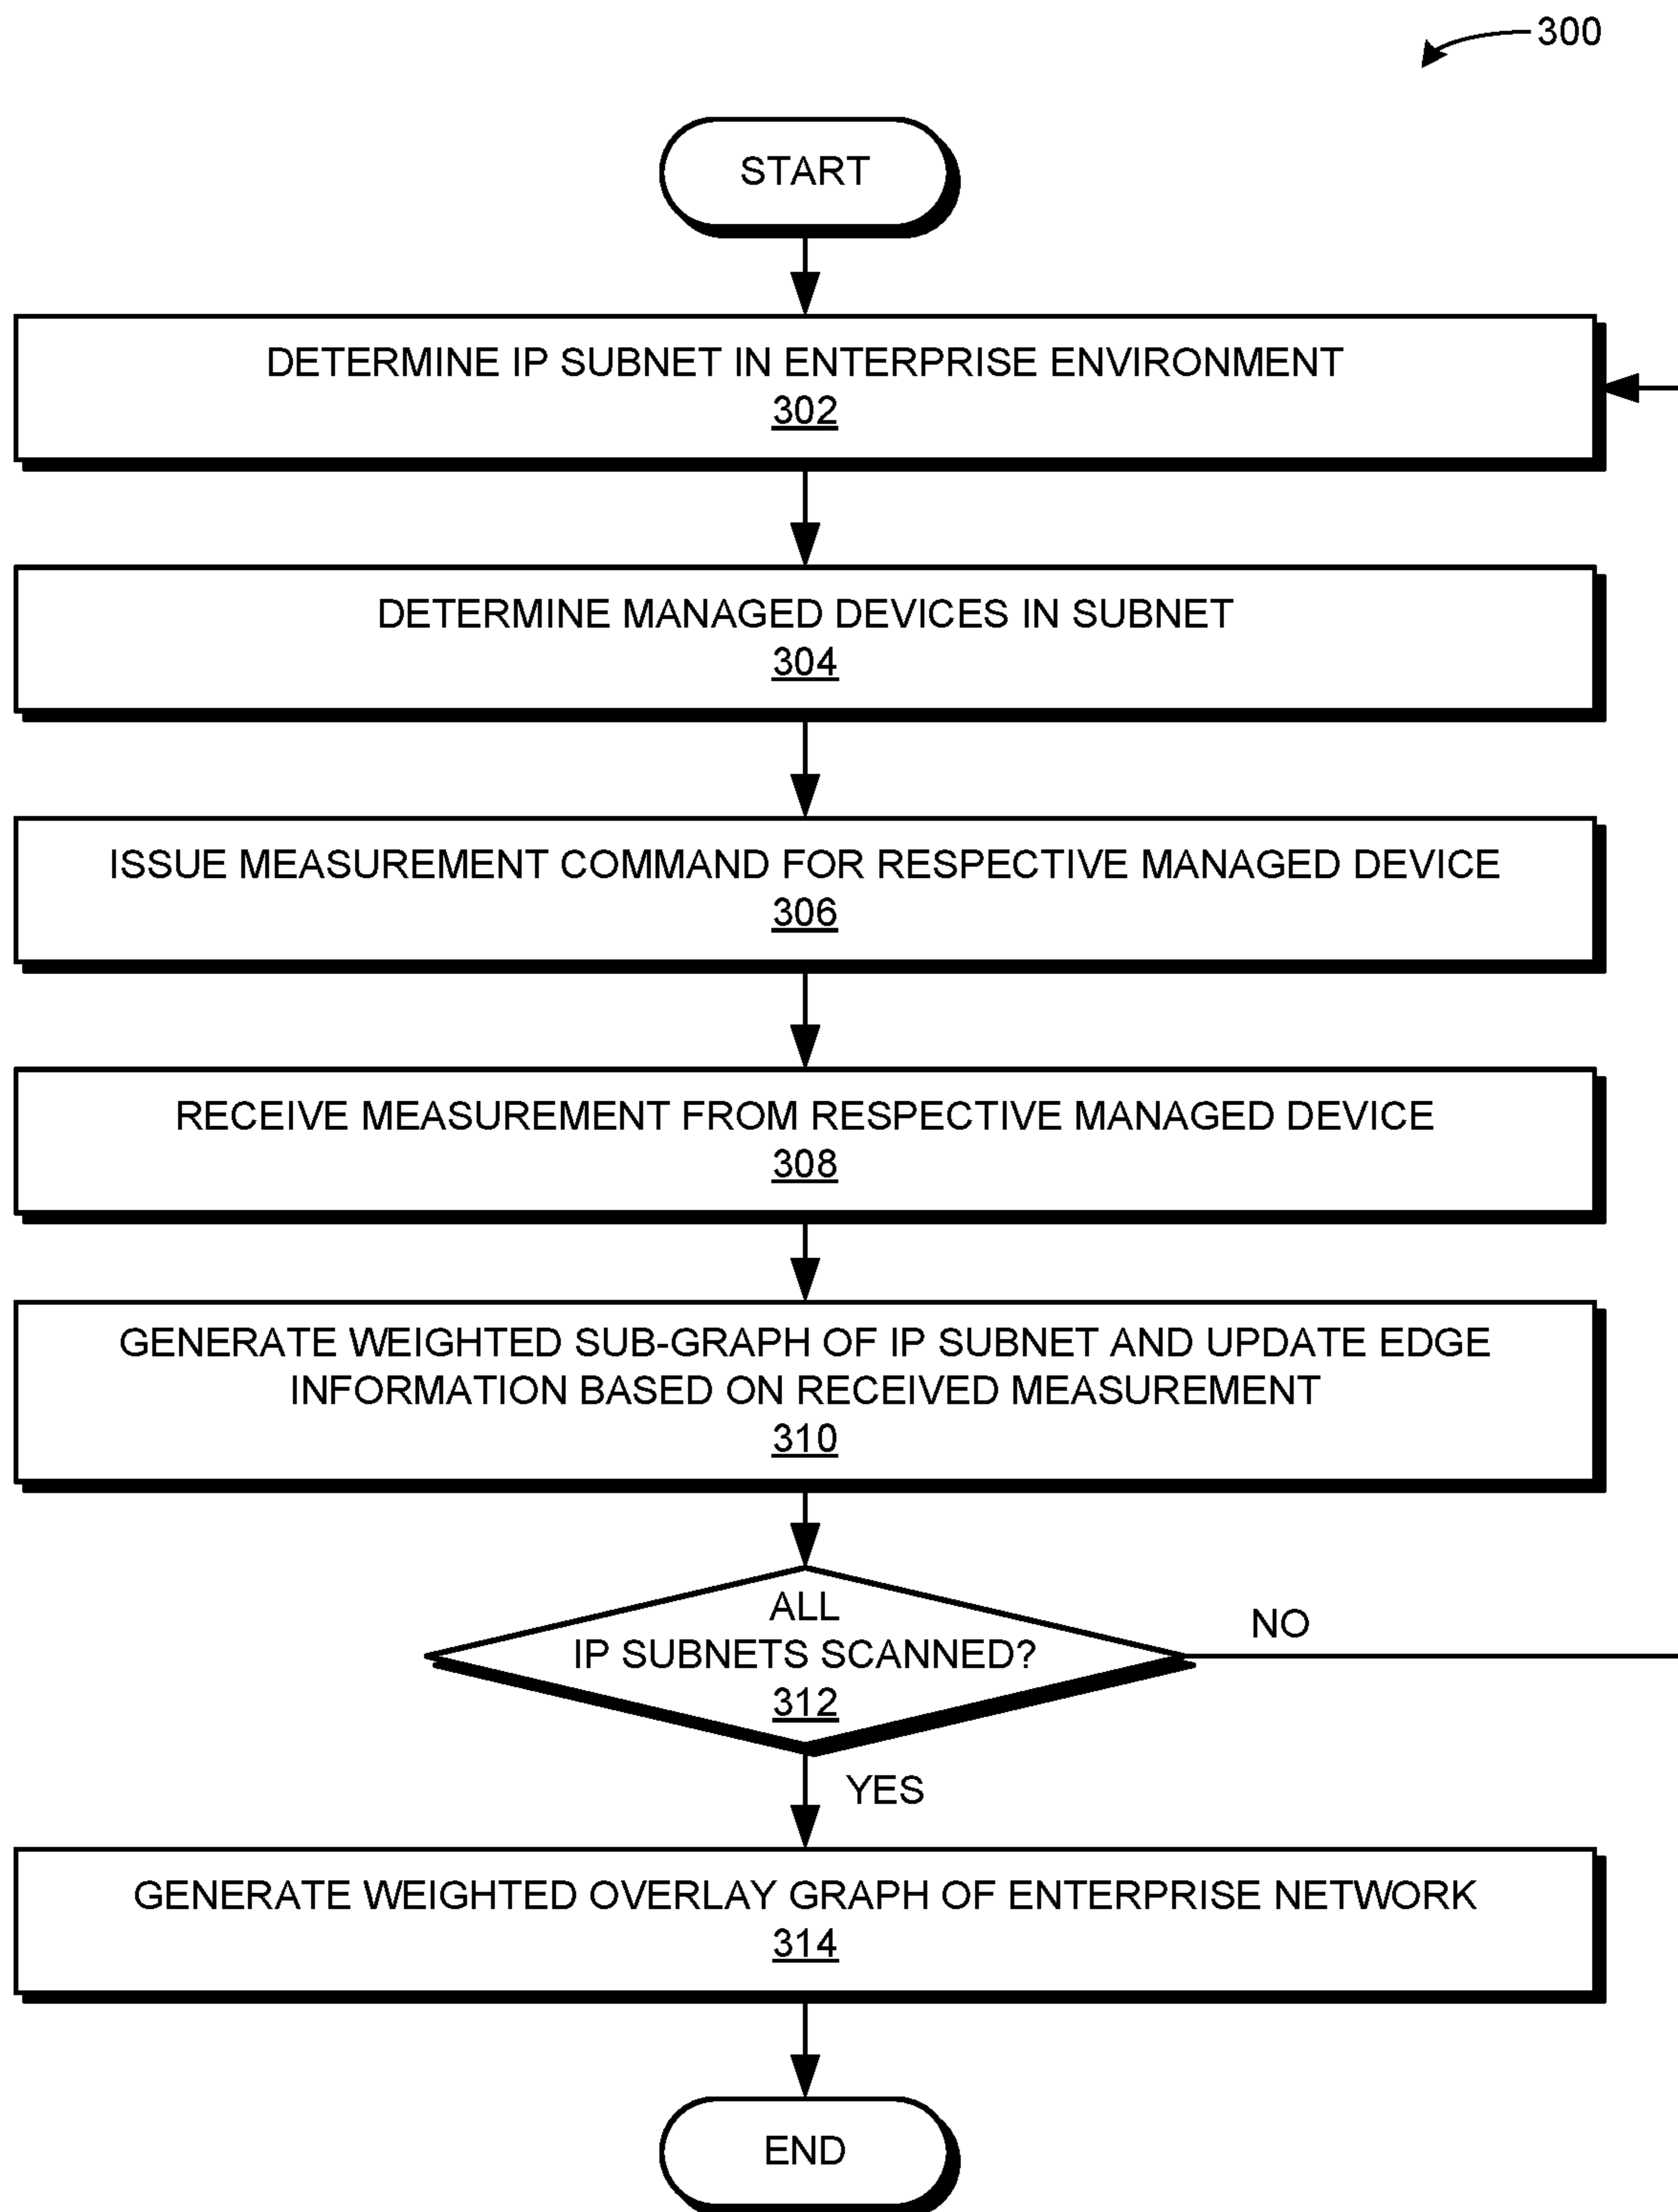 300
START
DETERMINE IP SUBNET IN ENTERPRISE ENVIRONMENT
302
DETERMINE MANAGED DEVICES IN SUBNET
304
ISSUE MEASUREMENT COMMAND FOR RESPECTIVE MANAGED DEVICE
306
RECEIVE MEASUREMENT FROM RESPECTIVE MANAGED DEVICE
308
GENERATE WEIGHTED SUB-GRAPH OF IP SUBNET AND UPDATE EDGE
INFORMATION BASED ON RECEIVED MEASUREMENT
310
ALL
IP SUBNETS SCANNED?
312
NO
YES
GENERATE WEIGHTED OVERLAY GRAPH OF ENTERPRISE NETWORK
314
END